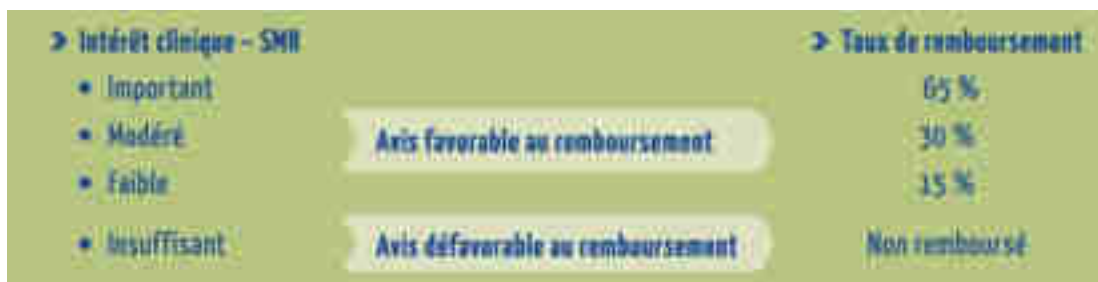 > Intérêt clinique – SMR > Taux de remboursement
• Important 65 %
• Modéré Avis favorable au remboursement 30 %
• Faible 15 %
• Insuffisant Avis défavorable au remboursement Non remboursé